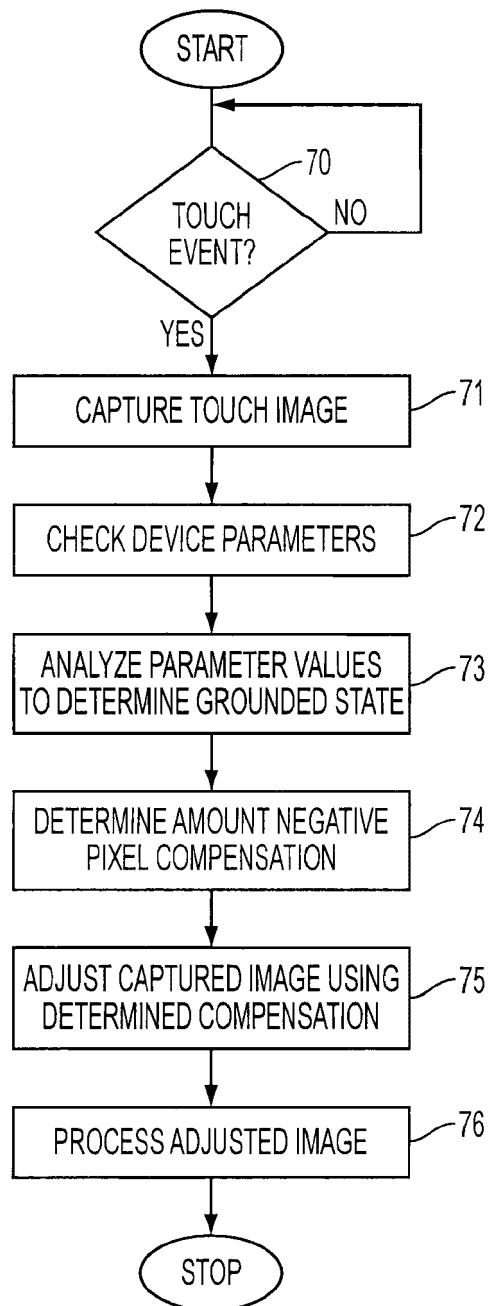 START
70
TOUCH
EVENT?
NO
YES
CAPTURE TOUCH IMAGE
71
CHECK DEVICE PARAMETERS
72
ANALYZE PARAMETER VALUES
TO DETERMINE GROUNDED STATE
73
DETERMINE AMOUNT NEGATIVE
PIXEL COMPENSATION
74
ADJUST CAPTURED IMAGE USING
DETERMINED COMPENSATION
75
PROCESS ADJUSTED IMAGE
76
STOP